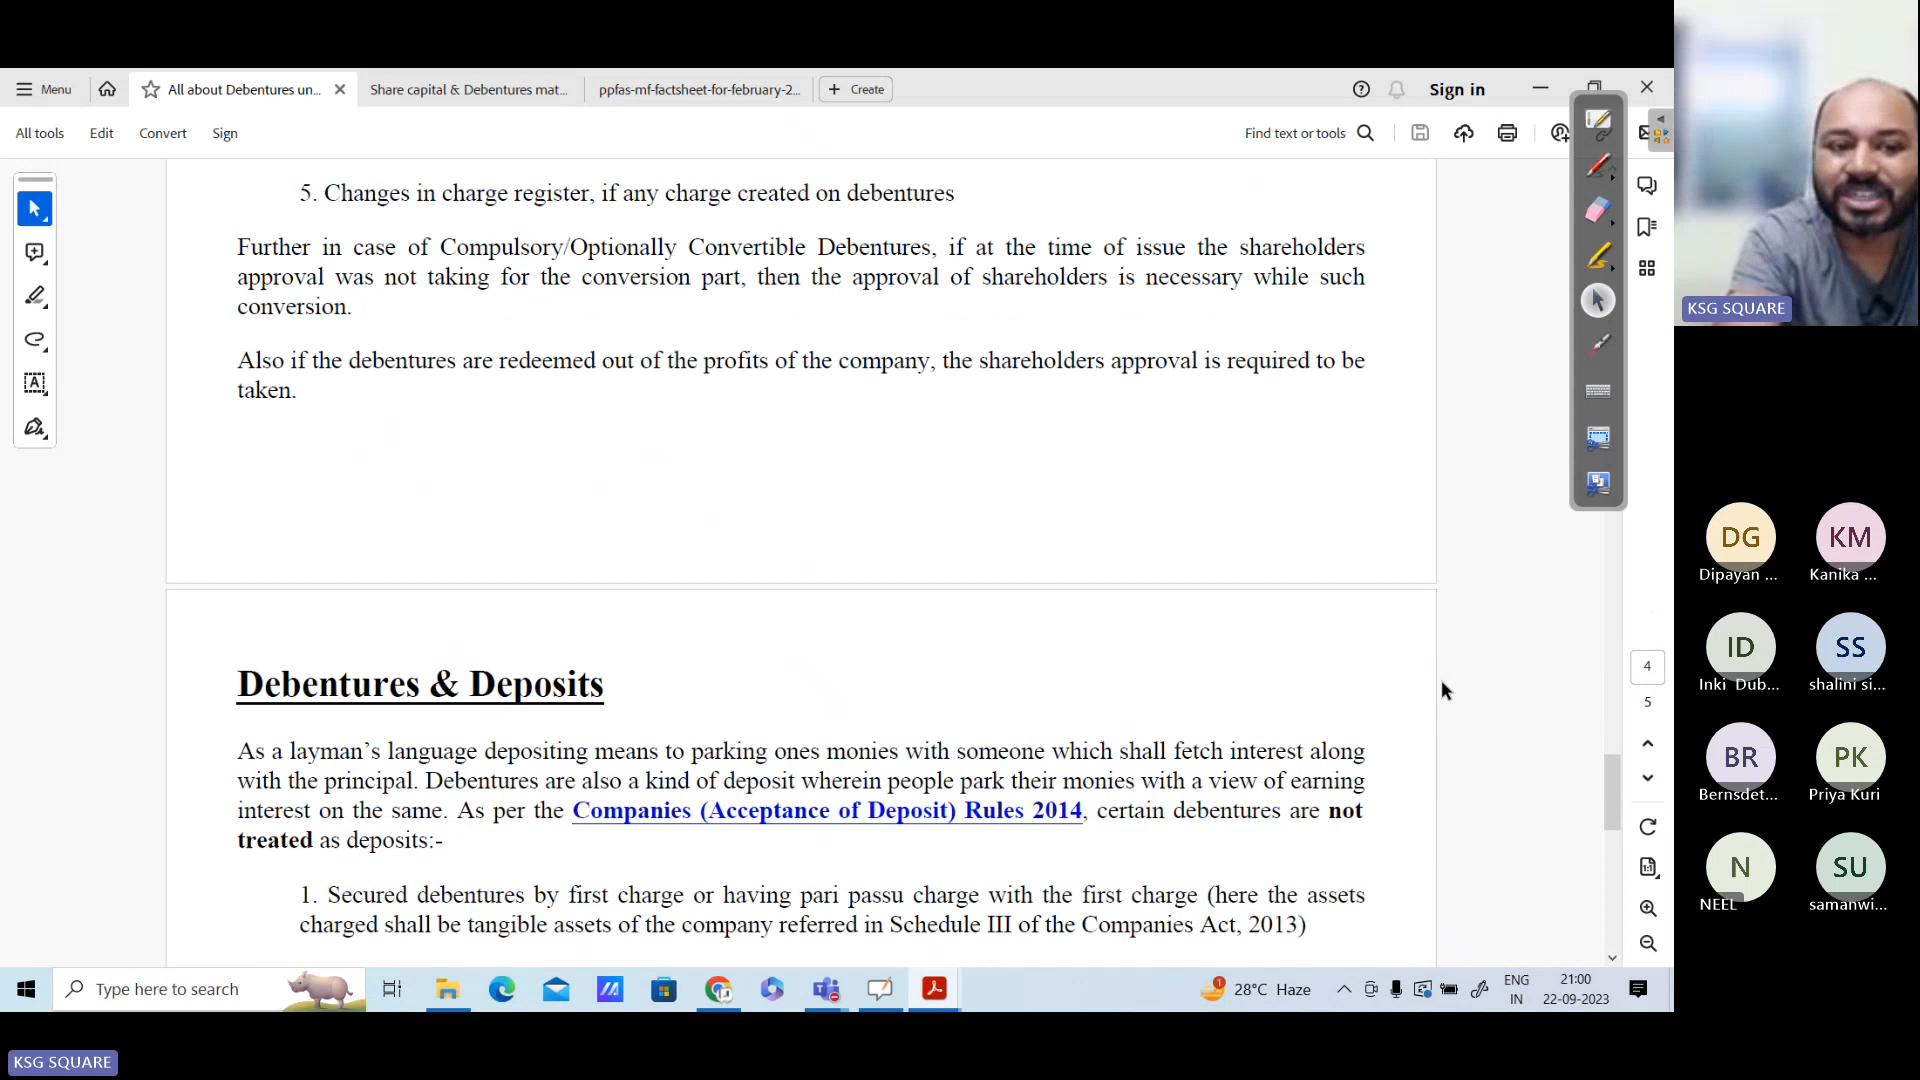 Menu
All about Debentures un...
Share capital & Debentures mat...
ppfas-mf-factsheet-for-february-2...
Create
Sign in
All tools
Edit
Convert
Sign
Find text or tools
5. Changes in charge register, if any charge created on debentures
Further in case of Compulsory/Optionally Convertible Debentures, if at the time of issue the shareholders
approval was not taking for the conversion part, then the approval of shareholders is necessary while such
conversion.
Also if the debentures are redeemed out of the profits of the company, the shareholders approval is required to be
taken.
Debentures & Deposits
As a layman’s language depositing means to parking ones monies with someone which shall fetch interest along
with the principal. Debentures are also a kind of deposit wherein people park their monies with a view of earning
interest on the same. As per the Companies (Acceptance of Deposit) Rules 2014, certain debentures are not
treated as deposits:-
1. Secured debentures by first charge or having pari passu charge with the first charge (here the assets
charged shall be tangible assets of the company referred in Schedule III of the Companies Act, 2013)
4
5
KSG SQUARE
DG
Dipayan ...
KM
Kanika ...
ID
Inki Dub...
SS
shalini si...
BR
Bernsdet...
PK
Priya Kuri
N
NEEL
SU
samanwi...
Type here to search
1
28°C Haze
ENG
IN
21:00
22-09-2023
KSG SQUARE